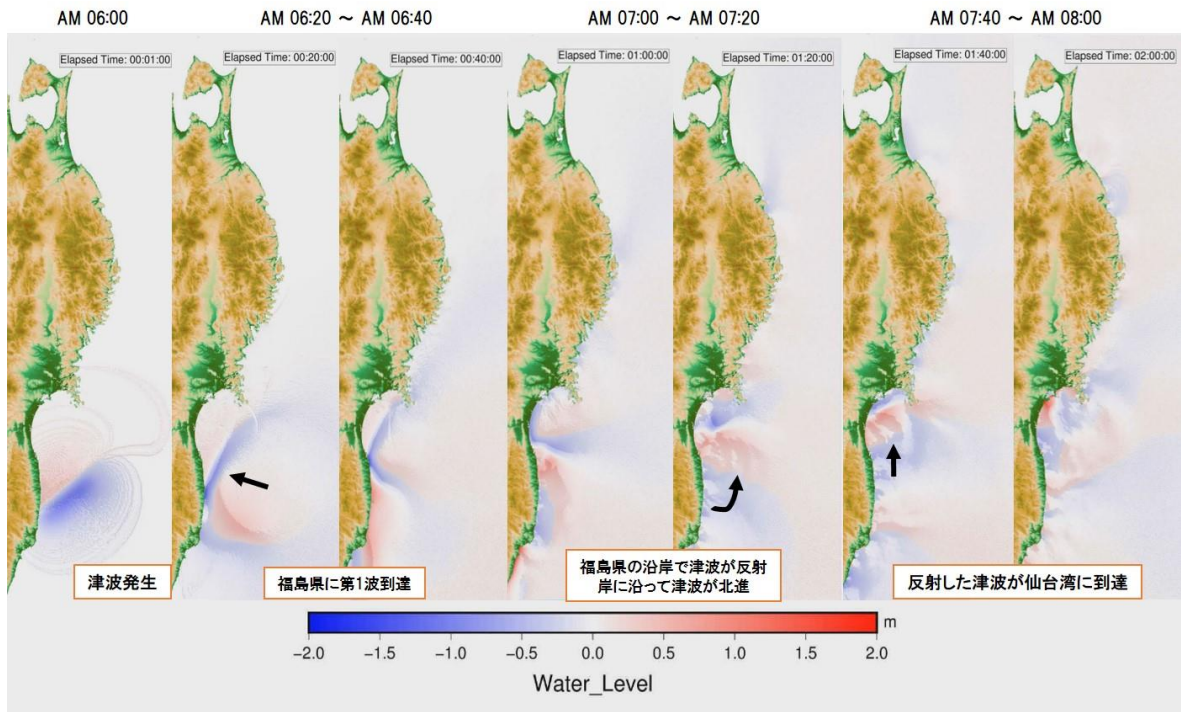 AM 06:00
AM 06:20 ～ AM 06:40
AM 07:00 ～ AM 07:20
AM 07:40 ～ AM 08:00
Elapsed Time: 00:01:00
Elapsed Time: 00:20:00
Elapsed Time: 00:40:00
Elapsed Time: 01:00:00
Elapsed Time: 01:20:00
Elapsed Time: 01:40:00
Elapsed Time: 02:00:00
津波発生
福島県に第1波到達
福島県の沿岸で津波が反射
岸に沿って津波が北進
反射した津波が仙台湾に到達
m
−2.0 −1.5 −1.0 −0.5 0.0 0.5 1.0 1.5 2.0
Water_Level